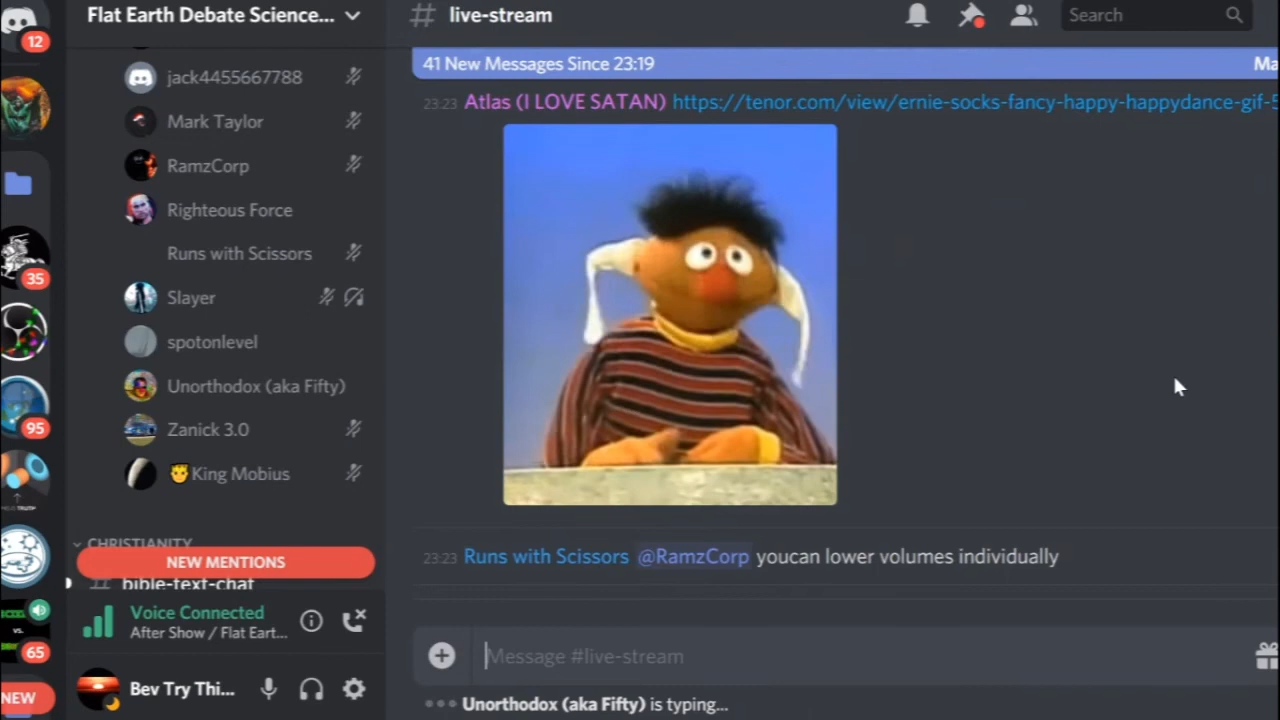 12
35
95
65
NEW
Flat Earth Debate Science...
jack4455667788
Mark Taylor
RamzCorp
Righteous Force
Runs with Scissors
Slayer
spotonlevel
Unorthodox (aka Fifty)
Zanick 3.0
King Mobius
CHRISTIANITY
NEW MENTIONS
# bible-text-chat
Voice Connected
After Show / Flat Eart...
Bev Try Thi...
# live-stream
Search
41 New Messages Since 23:19
23:23 Atlas (I LOVE SATAN) https://tenor.com/view/ernie-socks-fancy-happy-happydance-gif-5
23:23 Runs with Scissors @RamzCorp youcan lower volumes individually
Message #live-stream
Unorthodox (aka Fifty) is typing...